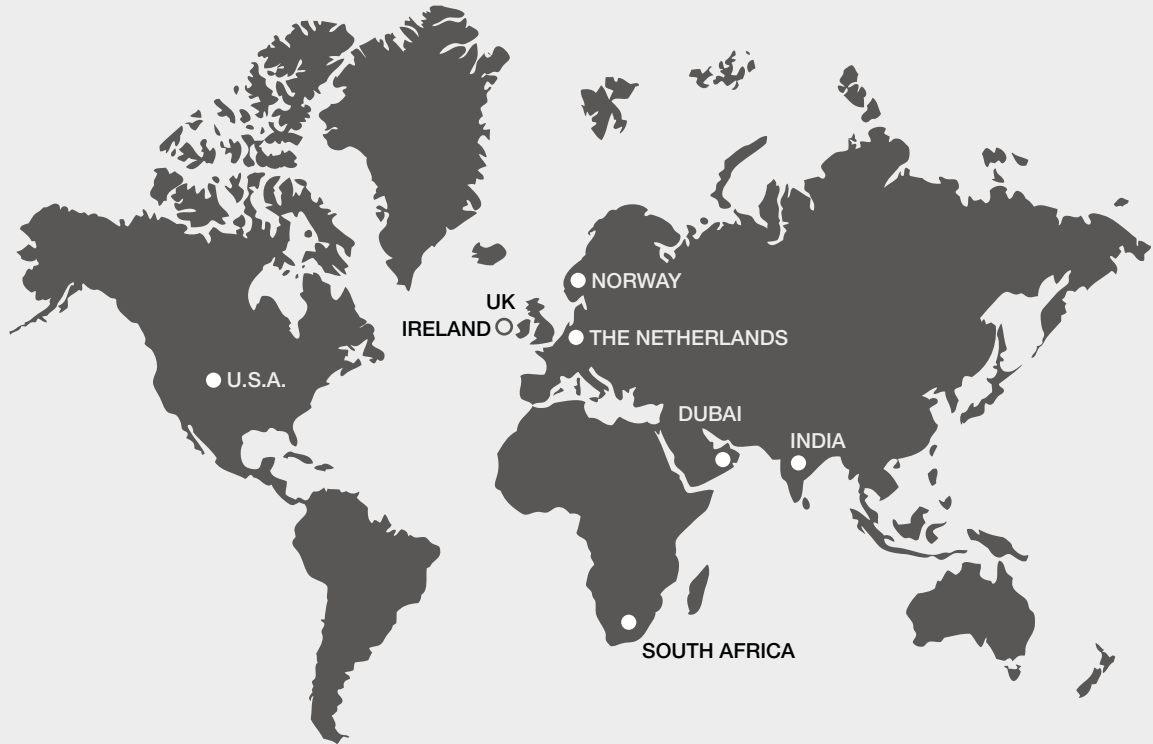 NORWAY
UK
IRELAND
THE NETHERLANDS
U.S.A.
DUBAI
INDIA
SOUTH AFRICA